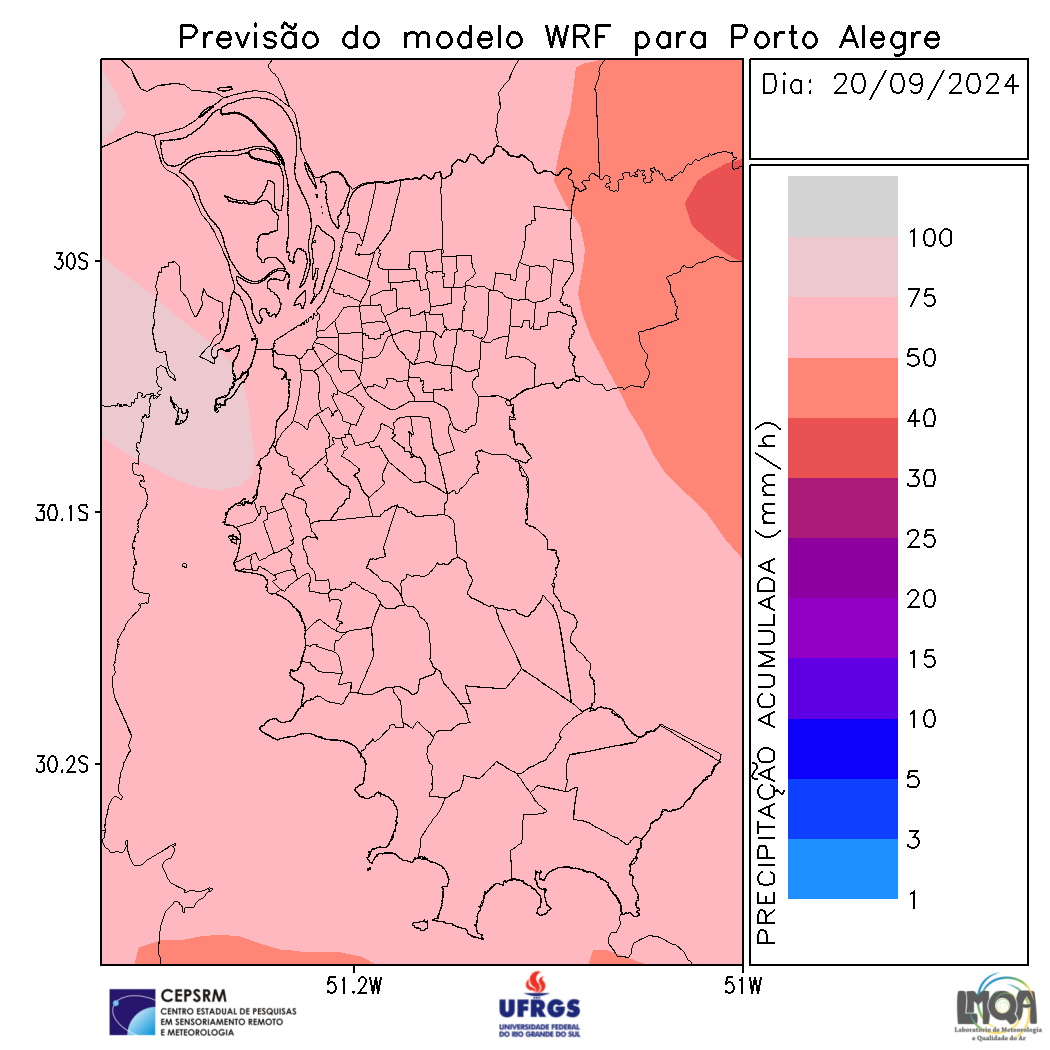 Previsão do modelo WRF para Porto Alegre
Dia: 20/09/2024
30S
30.1S
30.2S
51.2W
51W
PRECIPITAÇÃO ACUMULADA (mm/h)
100
75
50
40
30
25
20
15
10
5
3
1
CEPSRM
CENTRO ESTADUAL DE PESQUISAS
EM SENSORIAMENTO REMOTO
E METEOROLOGIA
UFRGS
UNIVERSIDADE FEDERAL
DO RIO GRANDE DO SUL
LMQA
Laboratório de Meteorologia
e Qualidade do Ar